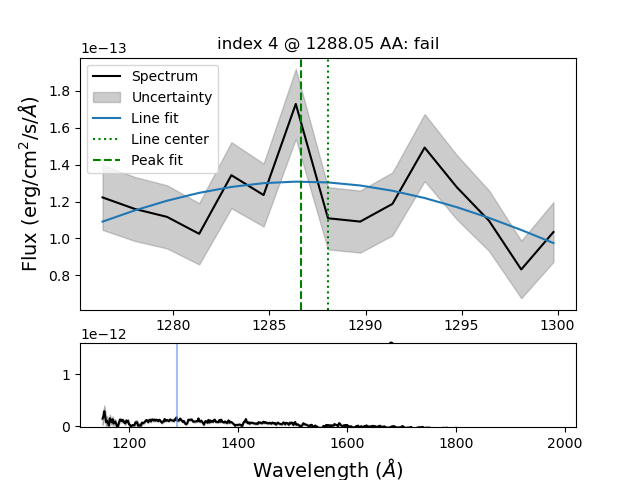 index 4 @ 1288.05 AA: fail
1e−13
Spectrum
Uncertainty
Line fit
Line center
Peak fit
Flux (erg/cm²/s/Å)
1.8
1.6
1.4
1.2
1.0
0.8
1280 1285 1290 1295 1300
1e−12
1
0
1200 1400 1600 1800 2000
Wavelength (Å)